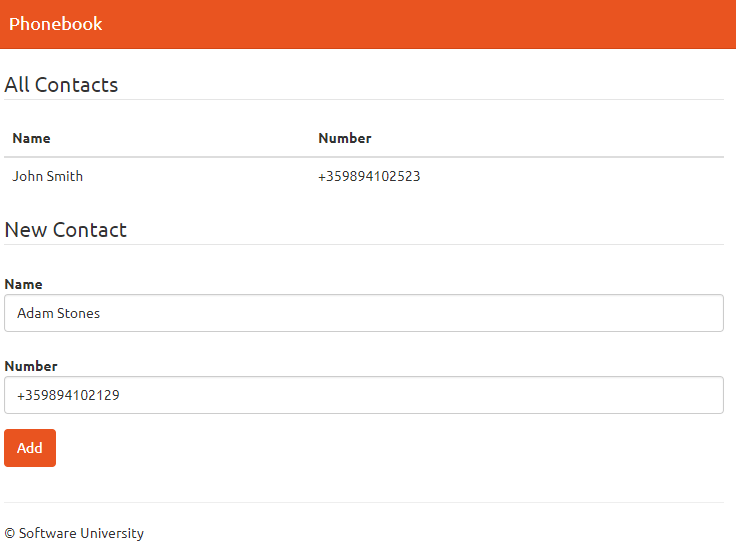 Phonebook
All Contacts
Name Number
John Smith +359894102523
New Contact
Name
Adam Stones
Number
+359894102129
Add
© Software University